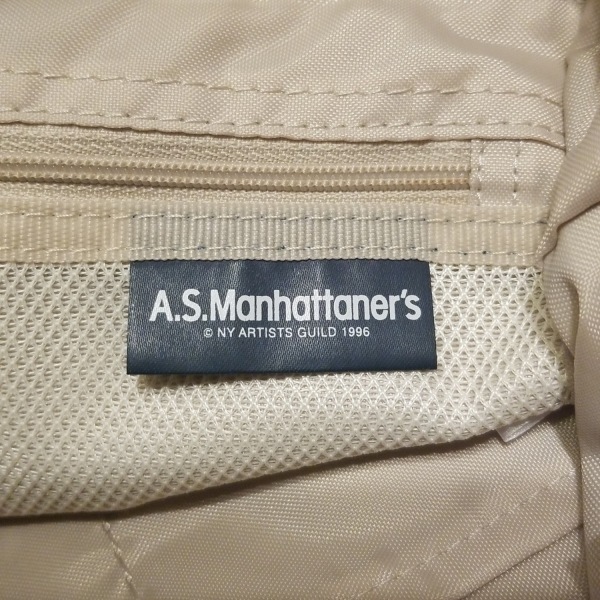 A.S.Manhattaner's
© NY ARTISTS GUILD 1996